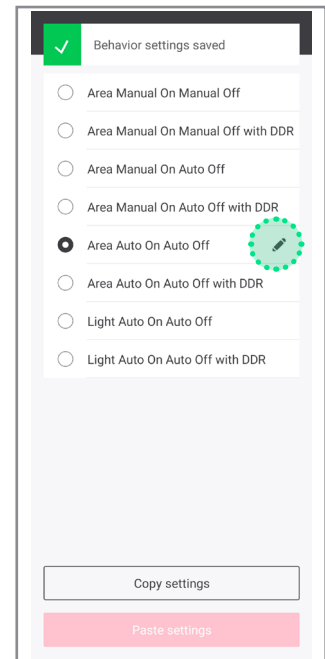 Behavior settings saved
Area Manual On Manual Off
Area Manual On Manual Off with DDR
Area Manual On Auto Off
Area Manual On Auto Off with DDR
Area Auto On Auto Off
Area Auto On Auto Off with DDR
Light Auto On Auto Off
Light Auto On Auto Off with DDR
Copy settings
Paste settings